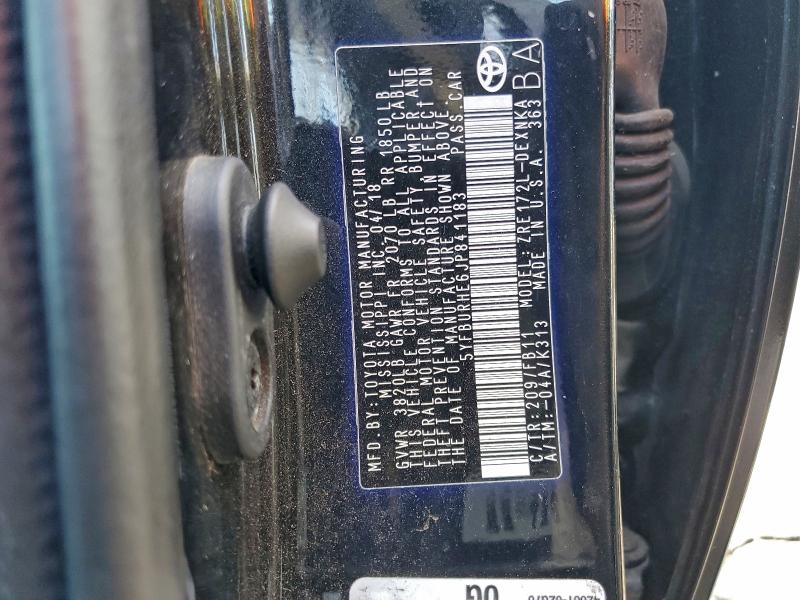 MFD.BY:TOYOTA MOTOR MANUFACTURING
MISSISSIPPI INC. 04/18
GVWR 3820LB GAWR FR 2070 LB RR 1850LB
THIS VEHICLE CONFORMS TO ALL APPLICABLE
FEDERAL MOTOR VEHICLE SAFETY, BUMPER AND
THEFT PREVENTION STANDARDS IN EFFECT ON
THE DATE OF MANUFACTURE SHOWN ABOVE.
5YFBURHE6JP841183 PASS.CAR
C/TR:209/FB11 MODEL:ZRE172L-DEXNKA
A/TM:-04A/K313 MADE IN U.S.A. 363
BA